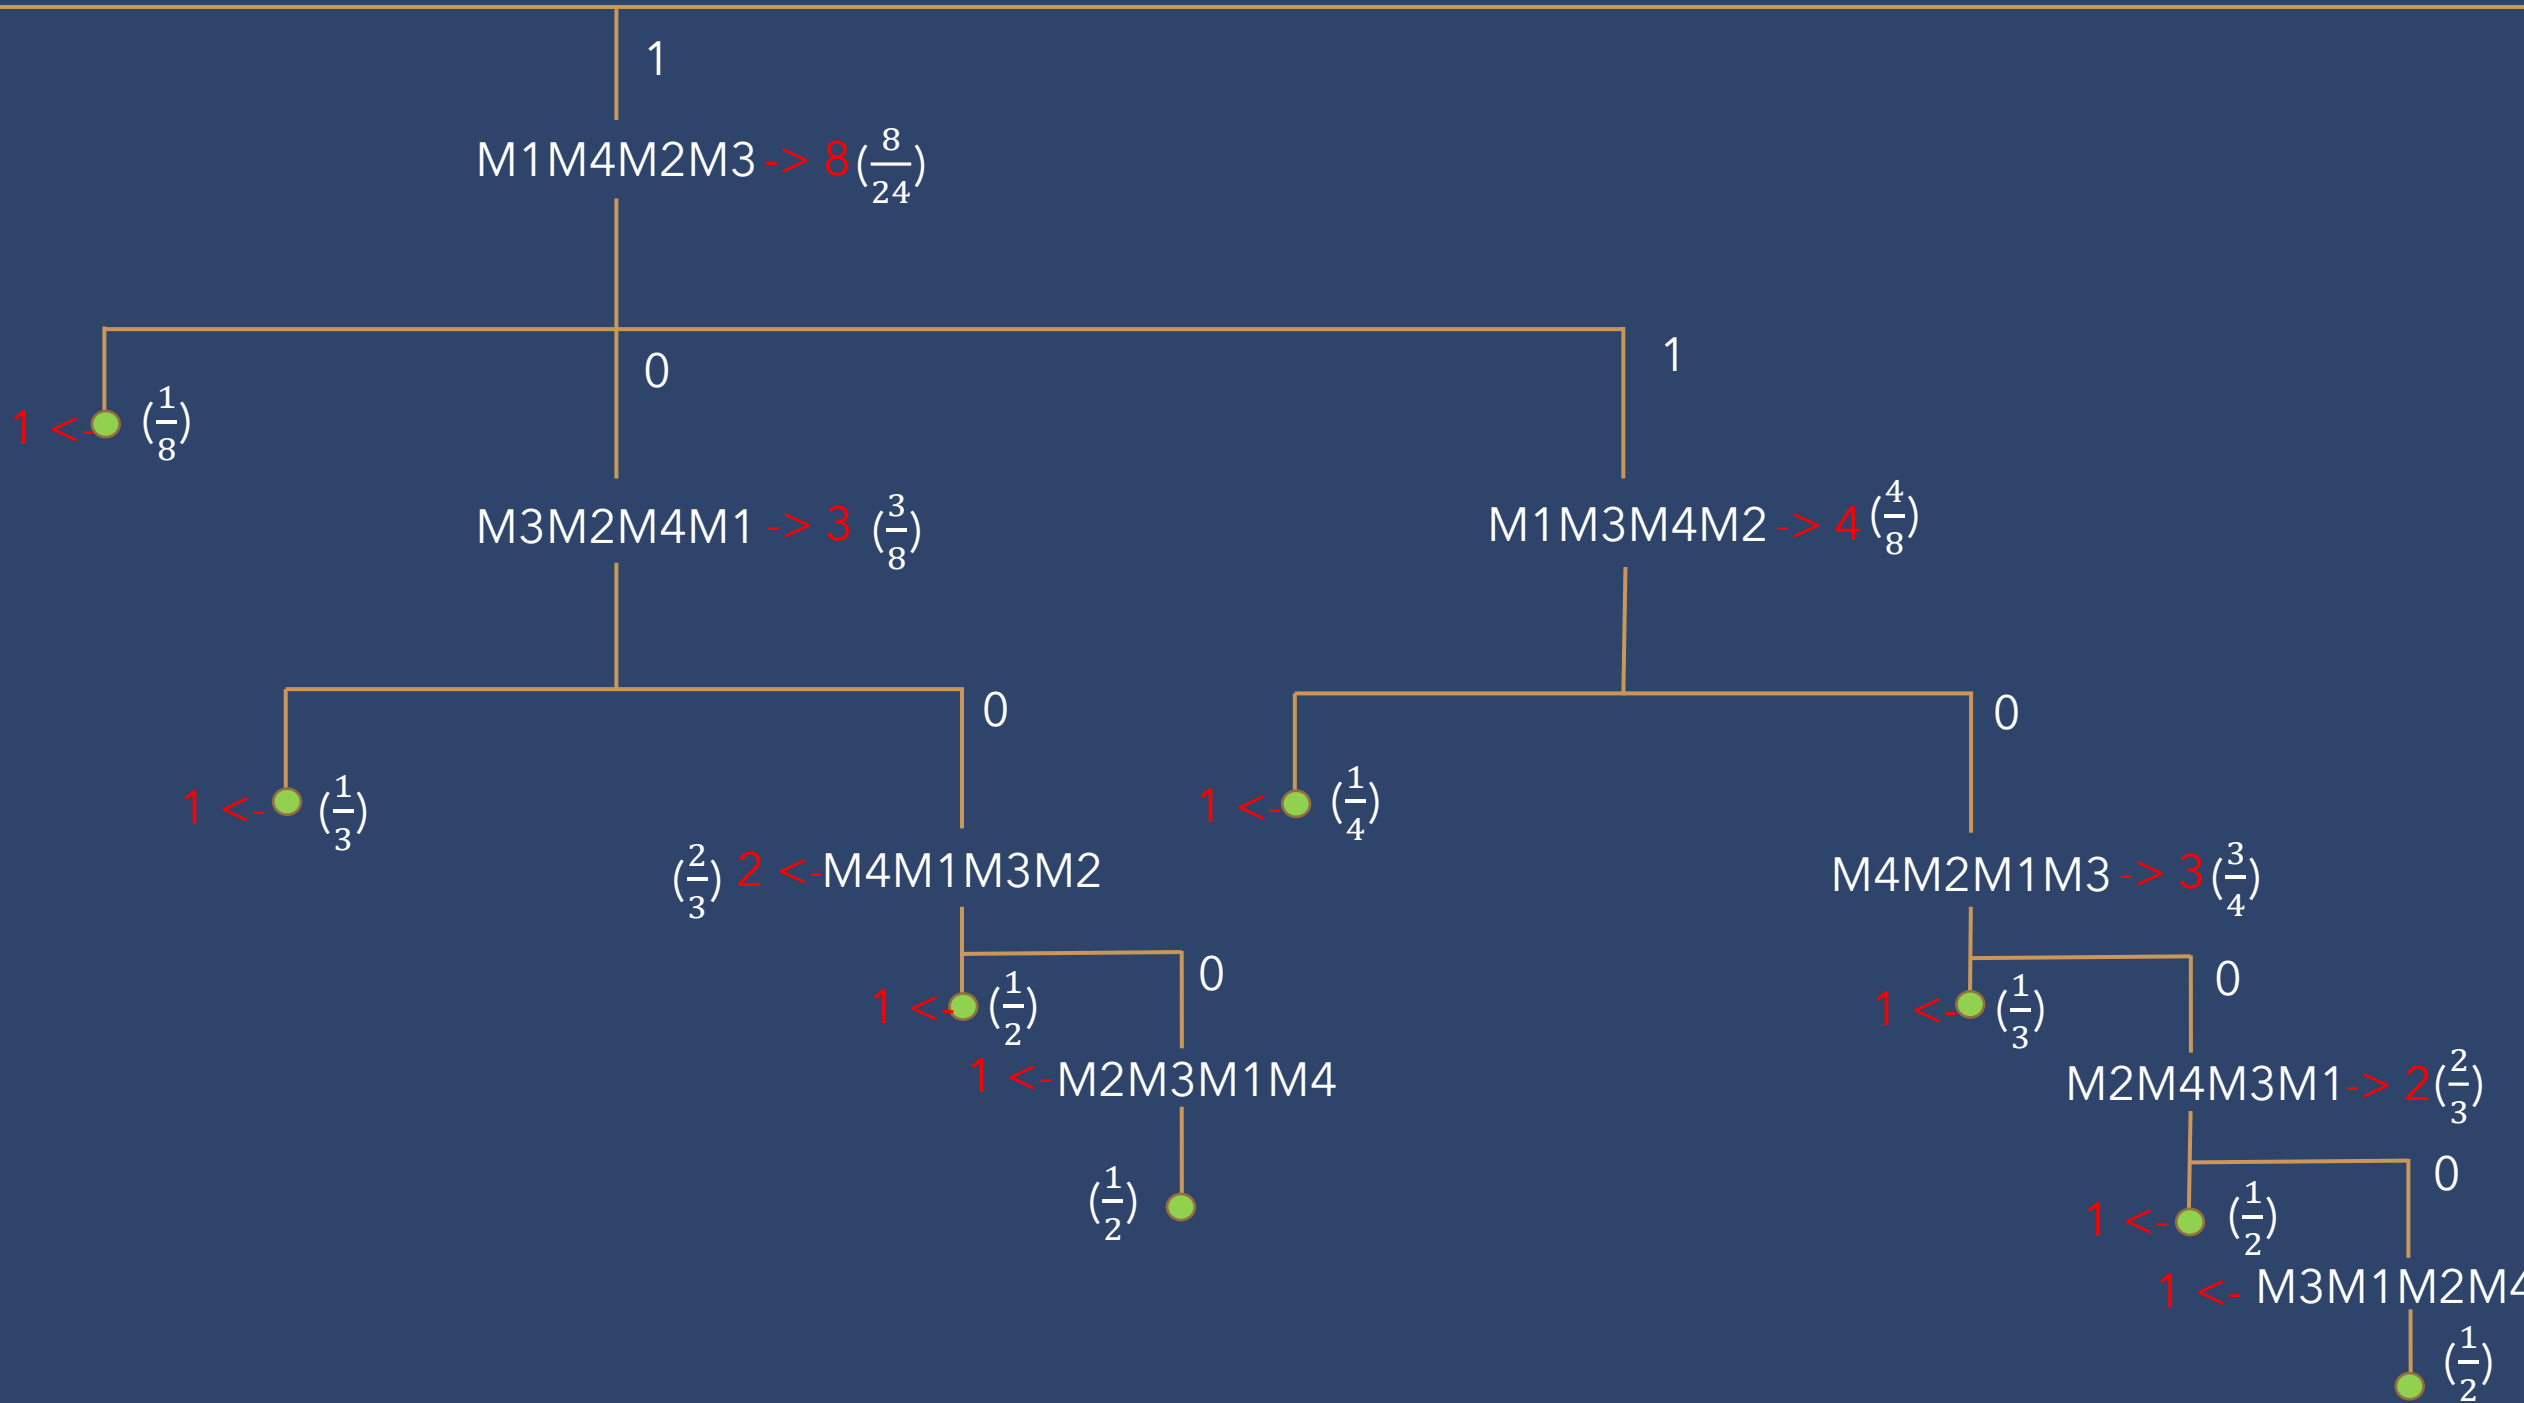 1
M1M4M2M3 -> 8 (8/24)
0
1
1 <- (1/8)
M3M2M4M1 -> 3 (3/8)
M1M3M4M2 -> 4 (4/8)
0
0
1 <- (1/3)
1 <- (1/4)
(2/3) 2 <- M4M1M3M2
M4M2M1M3 -> 3 (3/4)
0
0
1 <- (1/2)
1 <- (1/3)
1 <- M2M3M1M4
M2M4M3M1 -> 2 (2/3)
0
(1/2)
1 <- (1/2)
1 <- M3M1M2M4
(1/2)